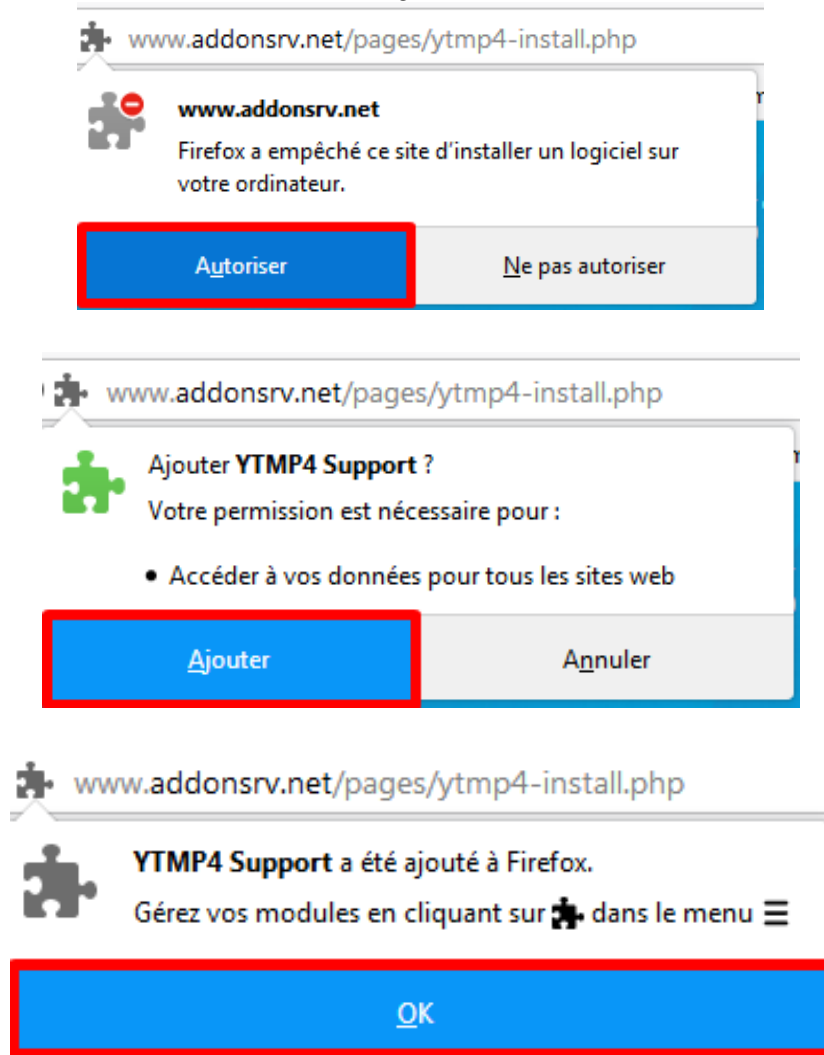 www.addonsrv.net/pages/ytmp4-install.php
www.addonsrv.net
Firefox a empêché ce site d'installer un logiciel sur
votre ordinateur.
Autoriser
Ne pas autoriser
www.addonsrv.net/pages/ytmp4-install.php
Ajouter YTMP4 Support ?
Votre permission est nécessaire pour :
• Accéder à vos données pour tous les sites web
Ajouter
Annuler
www.addonsrv.net/pages/ytmp4-install.php
YTMP4 Support a été ajouté à Firefox.
Gérez vos modules en cliquant sur dans le menu
OK